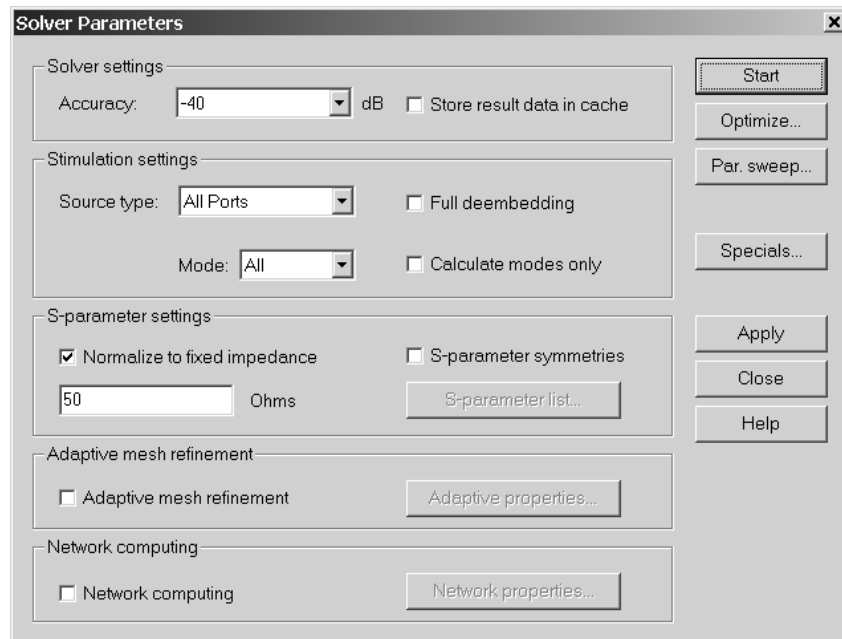 Solver Parameters
Solver settings
Accuracy: -40 dB Store result data in cache
Stimulation settings
Source type: All Ports Full deembedding
Mode: All Calculate modes only
S-parameter settings
Normalize to fixed impedance S-parameter symmetries
50 Ohms S-parameter list...
Adaptive mesh refinement
Adaptive mesh refinement Adaptive properties...
Network computing
Network computing Network properties...
Start
Optimize...
Par. sweep...
Specials...
Apply
Close
Help